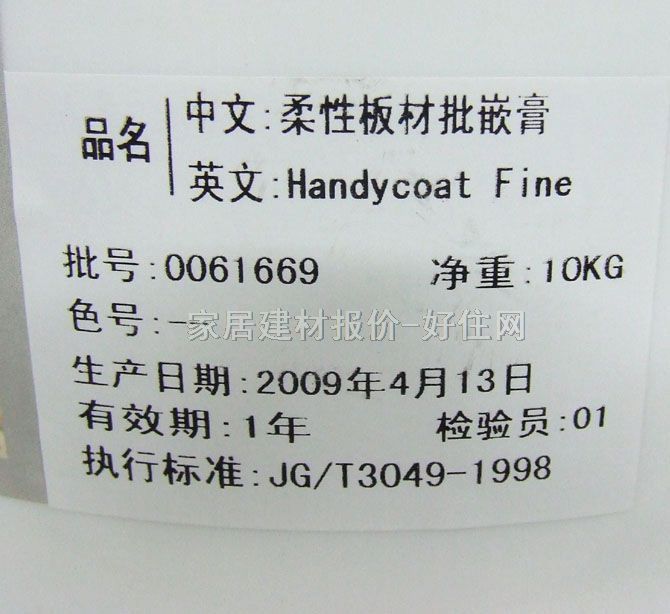 品名 中文:柔性板材批嵌膏
英文:Handycoat Fine
批号:0061669 净重:10KG
色号:—
家居建材报价-好住网
生产日期:2009年4月13日
有效期:1年 检验员:01
执行标准:JG/T3049-1998